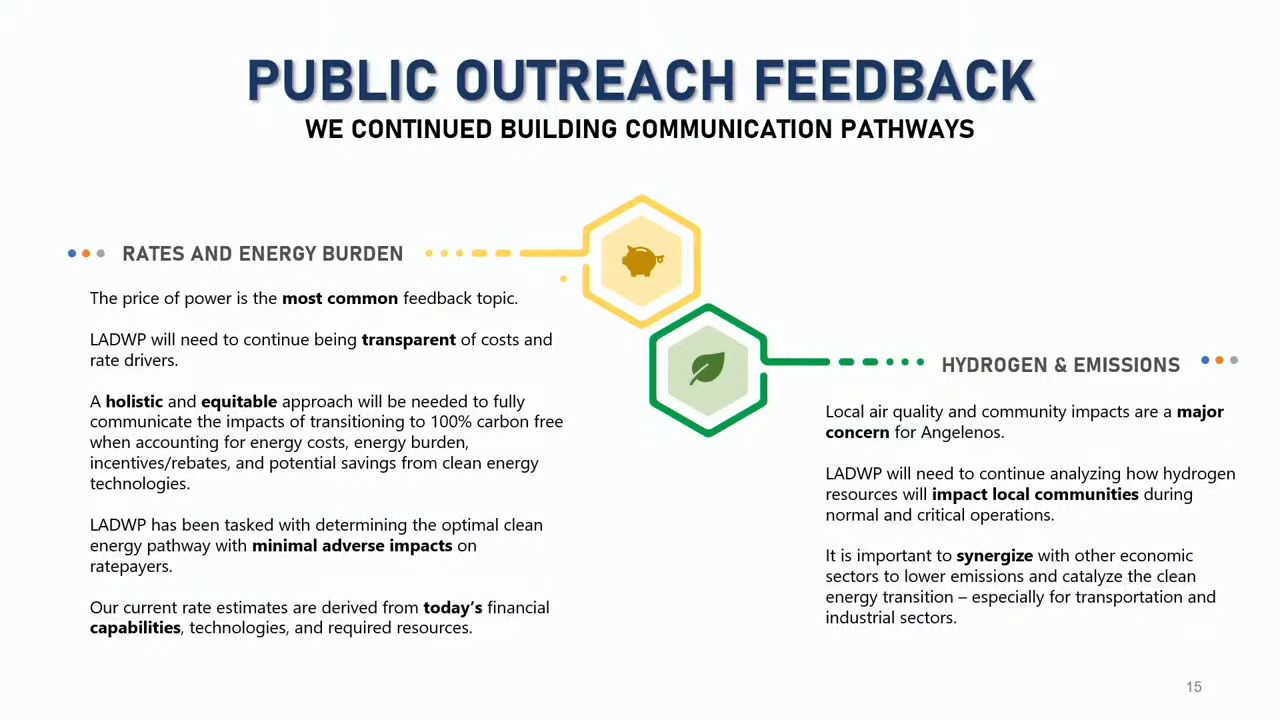 PUBLIC OUTREACH FEEDBACK
WE CONTINUED BUILDING COMMUNICATION PATHWAYS
RATES AND ENERGY BURDEN
The price of power is the most common feedback topic.
LADWP will need to continue being transparent of costs and
rate drivers.
A holistic and equitable approach will be needed to fully
communicate the impacts of transitioning to 100% carbon free
when accounting for energy costs, energy burden,
incentives/rebates, and potential savings from clean energy
technologies.
LADWP has been tasked with determining the optimal clean
energy pathway with minimal adverse impacts on
ratepayers.
Our current rate estimates are derived from today’s financial
capabilities, technologies, and required resources.
HYDROGEN & EMISSIONS
Local air quality and community impacts are a major
concern for Angelenos.
LADWP will need to continue analyzing how hydrogen
resources will impact local communities during
normal and critical operations.
It is important to synergize with other economic
sectors to lower emissions and catalyze the clean
energy transition – especially for transportation and
industrial sectors.
15